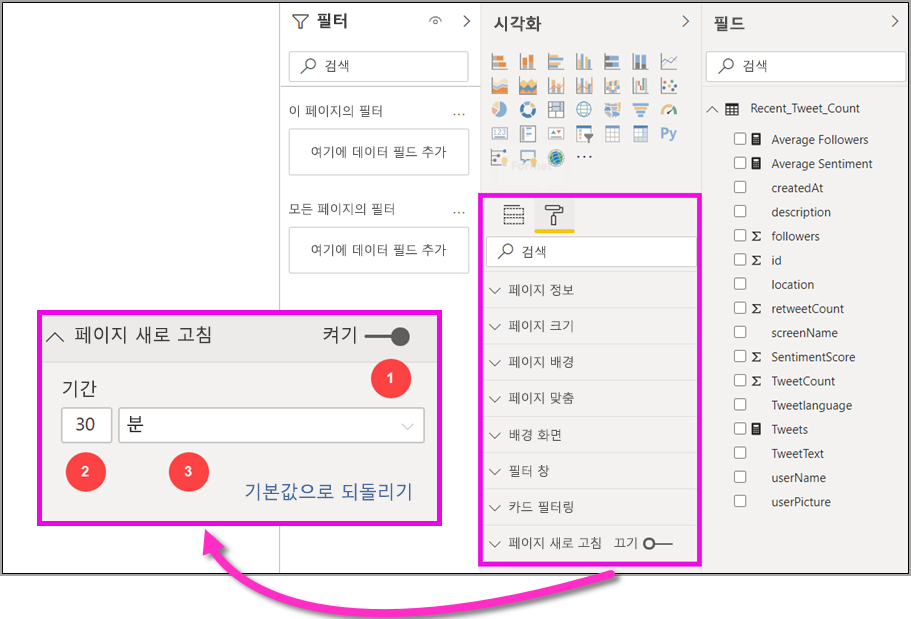 필터
검색
이 페이지의 필터 ...
여기에 데이터 필드 추가
모든 페이지의 필터 ...
여기에 데이터 필드 추가
시각화
123
Py
...
검색
페이지 정보
페이지 크기
페이지 배경
페이지 맞춤
배경 화면
필터 창
카드 필터링
페이지 새로 고침 끄기
필드
검색
Recent_Tweet_Count
Average Followers
Average Sentiment
createdAt
description
Σ followers
Σ id
location
Σ retweetCount
screenName
Σ SentimentScore
Σ TweetCount
Tweetlanguage
Tweets
TweetText
userName
userPicture
페이지 새로 고침 켜기
1
기간
30 분
2 3
기본값으로 되돌리기